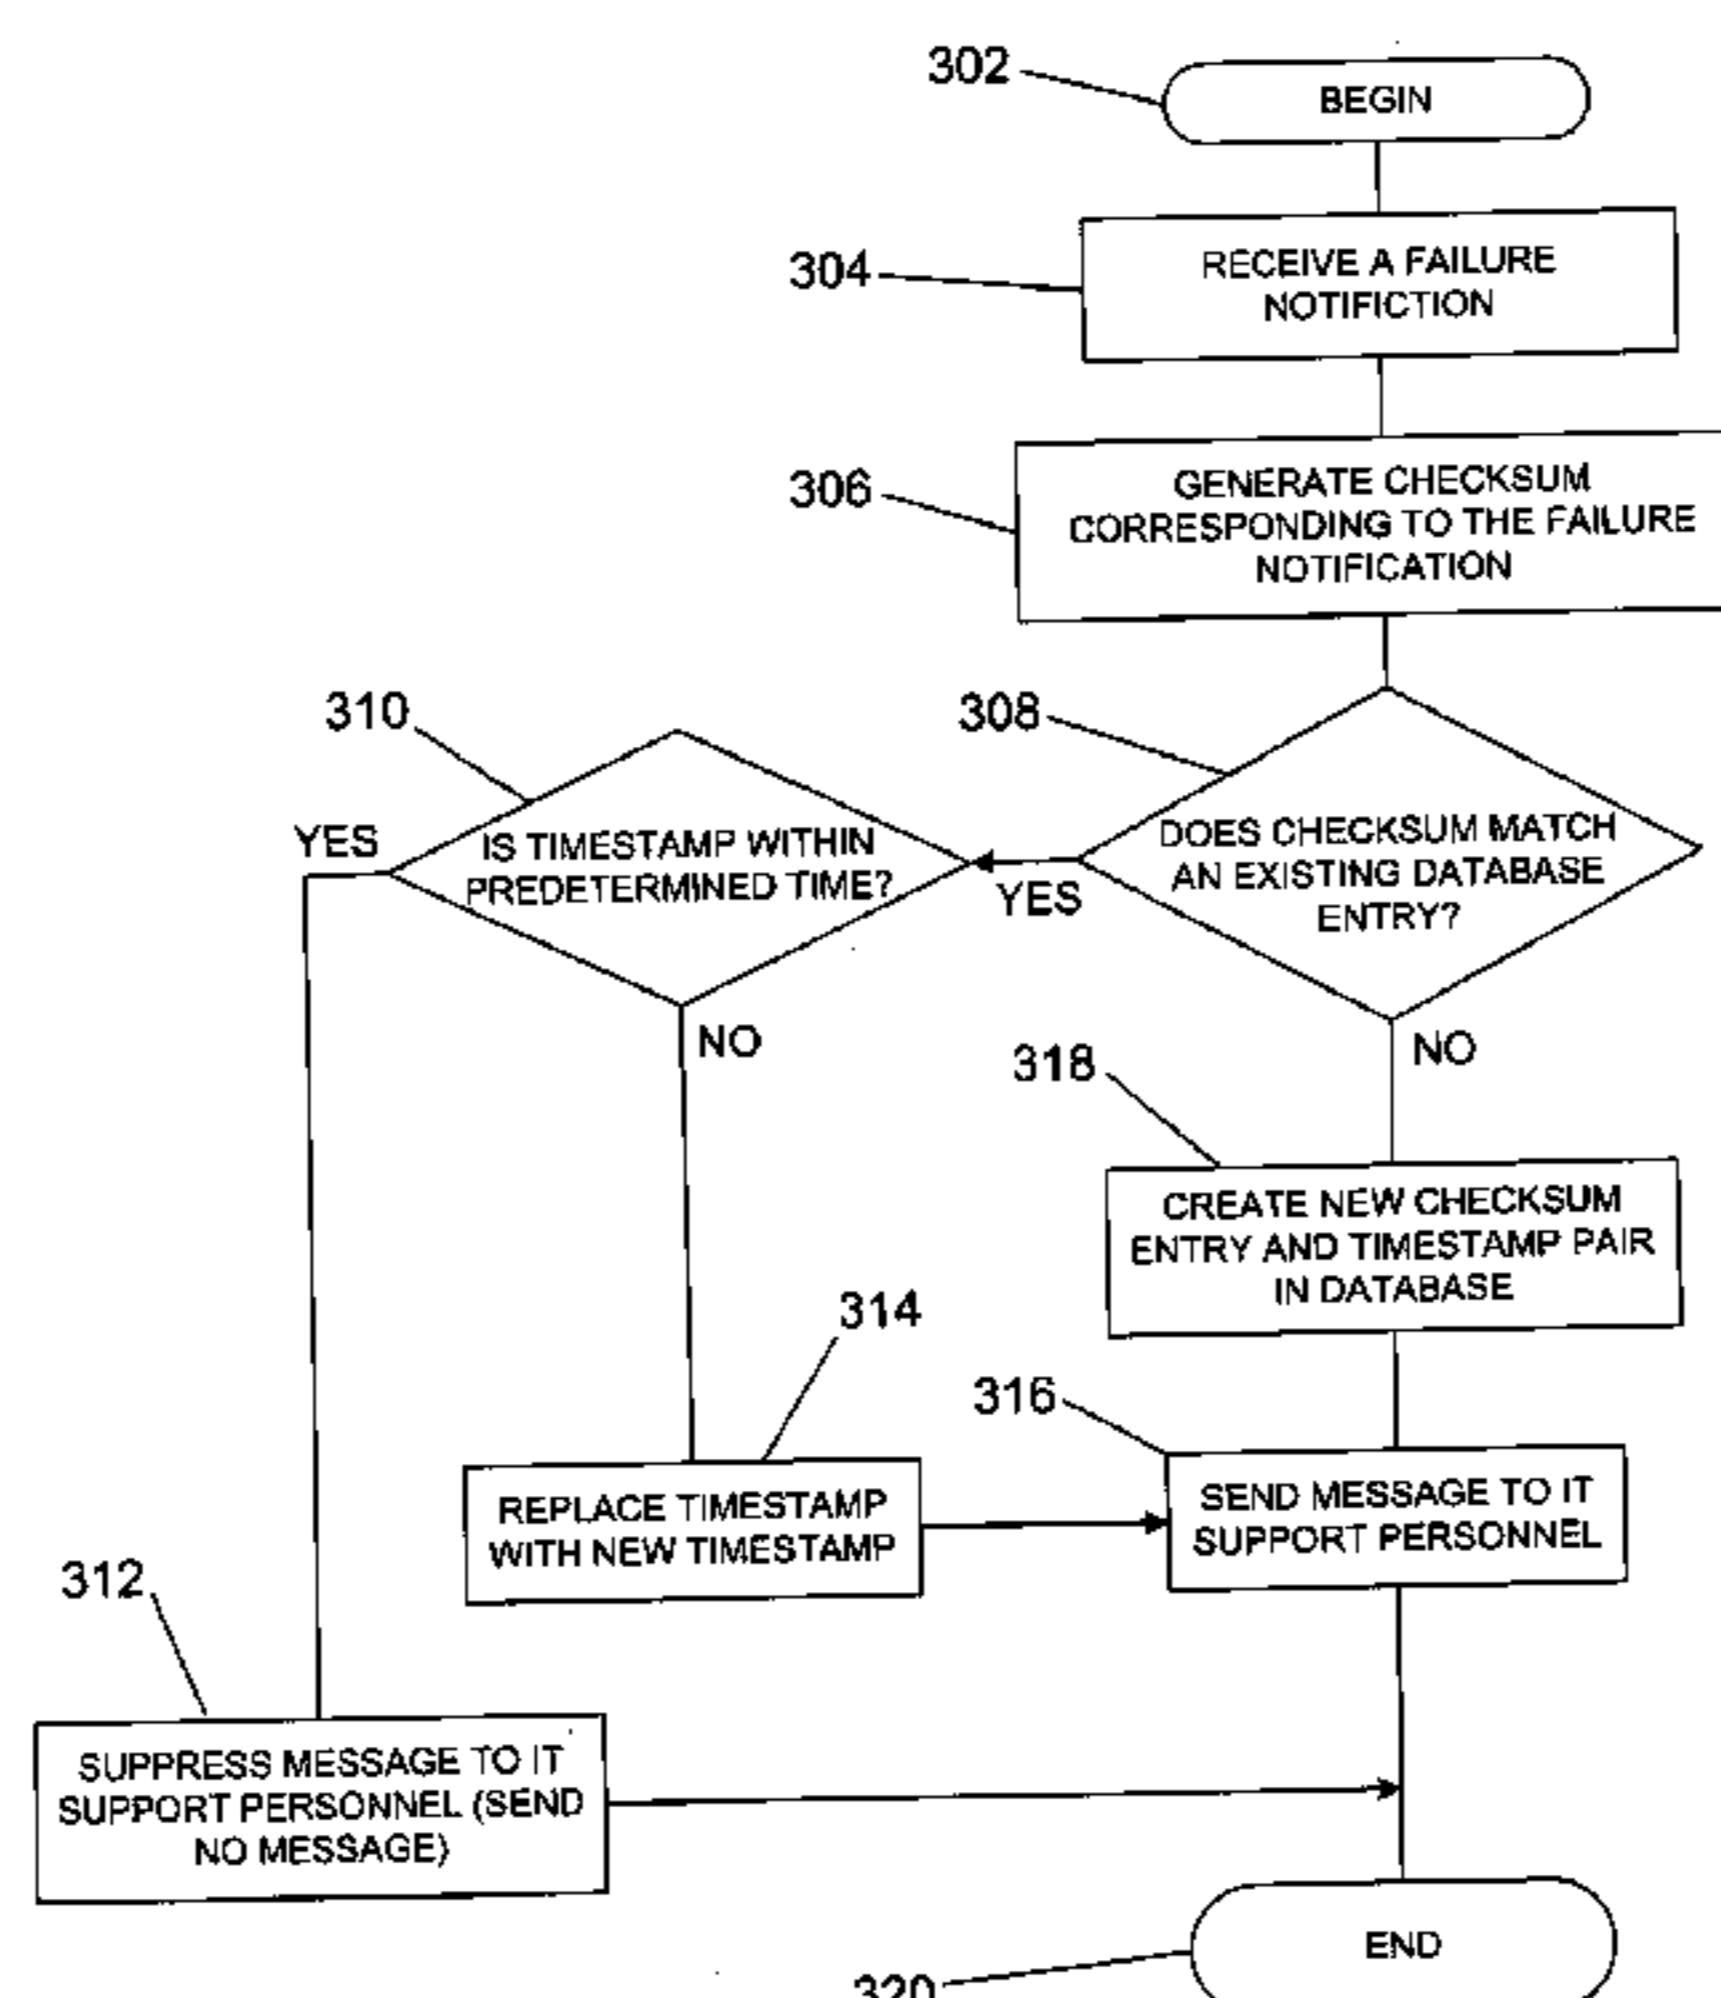 302
BEGIN
304
RECEIVE A FAILURE
NOTIFICTION
306
GENERATE CHECKSUM
CORRESPONDING TO THE FAILURE
NOTIFICATION
310
308
YES
IS TIMESTAMP WITHIN
PREDETERMINED TIME?
YES
DOES CHECKSUM MATCH
AN EXISTING DATABASE
ENTRY?
NO
NO
318
CREATE NEW CHECKSUM
ENTRY AND TIMESTAMP PAIR
IN DATABASE
314
316
REPLACE TIMESTAMP
WITH NEW TIMESTAMP
SEND MESSAGE TO IT
SUPPORT PERSONNEL
312
SUPPRESS MESSAGE TO IT
SUPPORT PERSONNEL (SEND
NO MESSAGE)
END
320